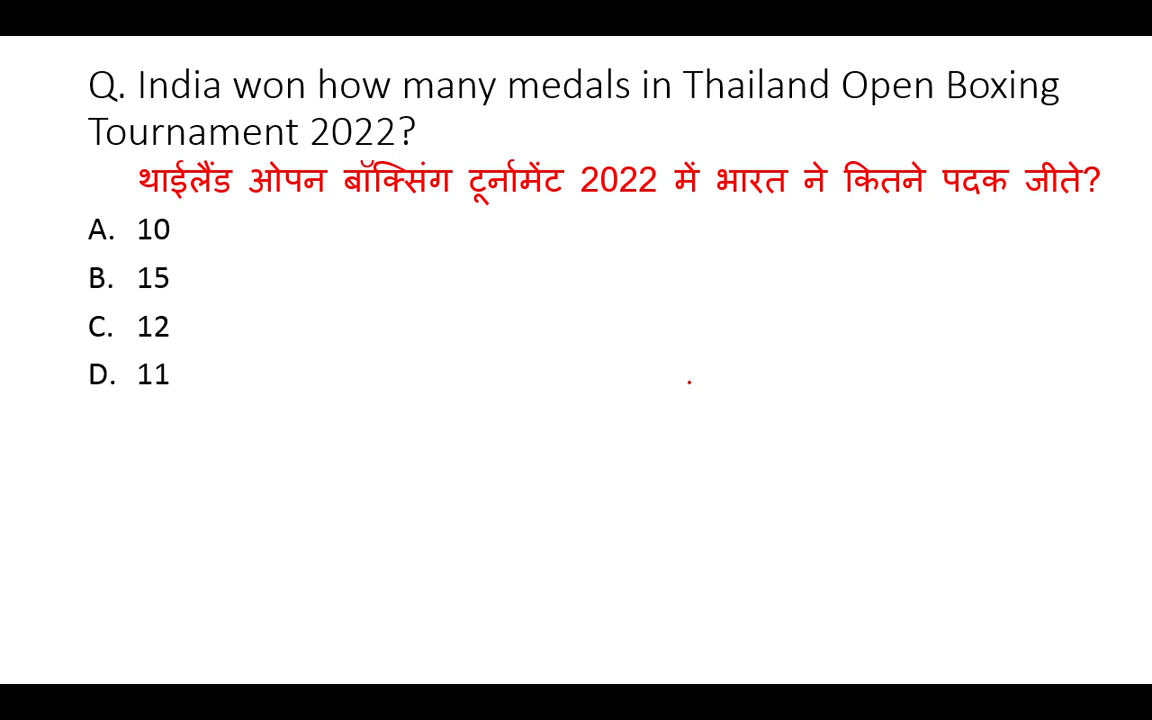 Q. India won how many medals in Thailand Open Boxing
Tournament 2022?
थाईलैंड ओपन बॉक्सिंग टूर्नामेंट 2022 में भारत ने कितने पदक जीते?
A. 10
B. 15
C. 12
D. 11